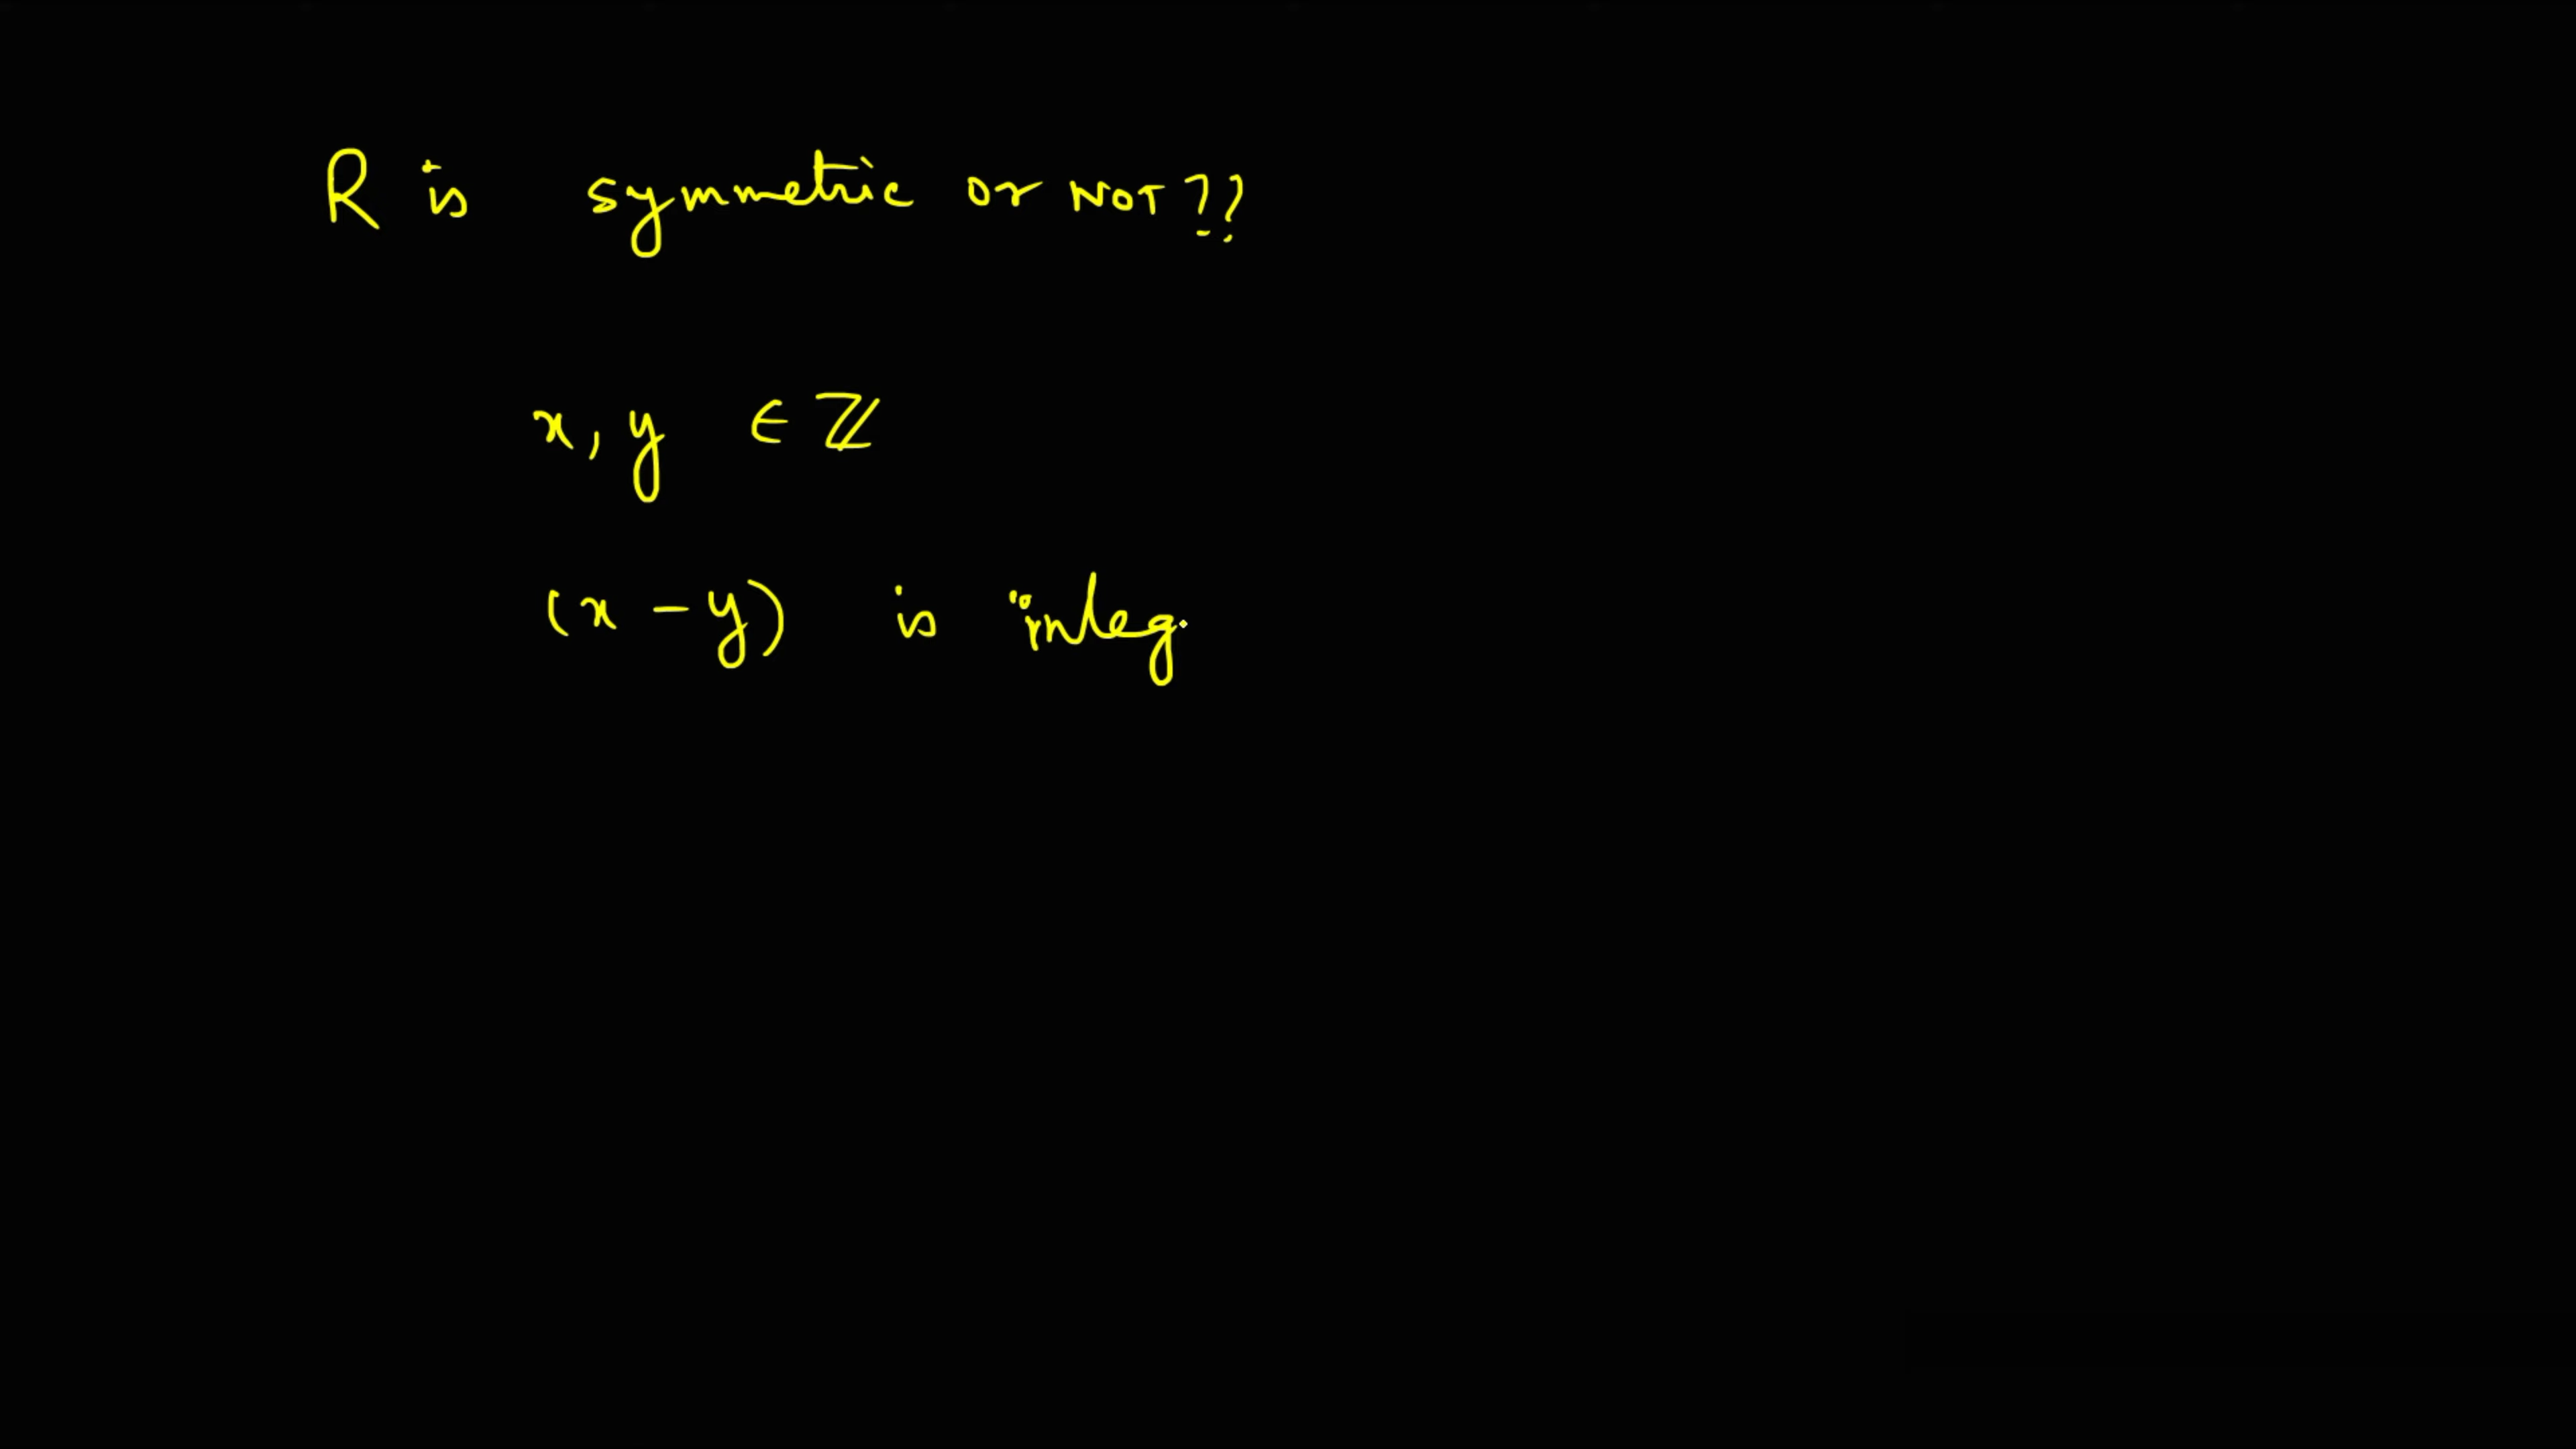 R is symmetric or NOT??
x, y ∈ ℤ
(x - y) is integ